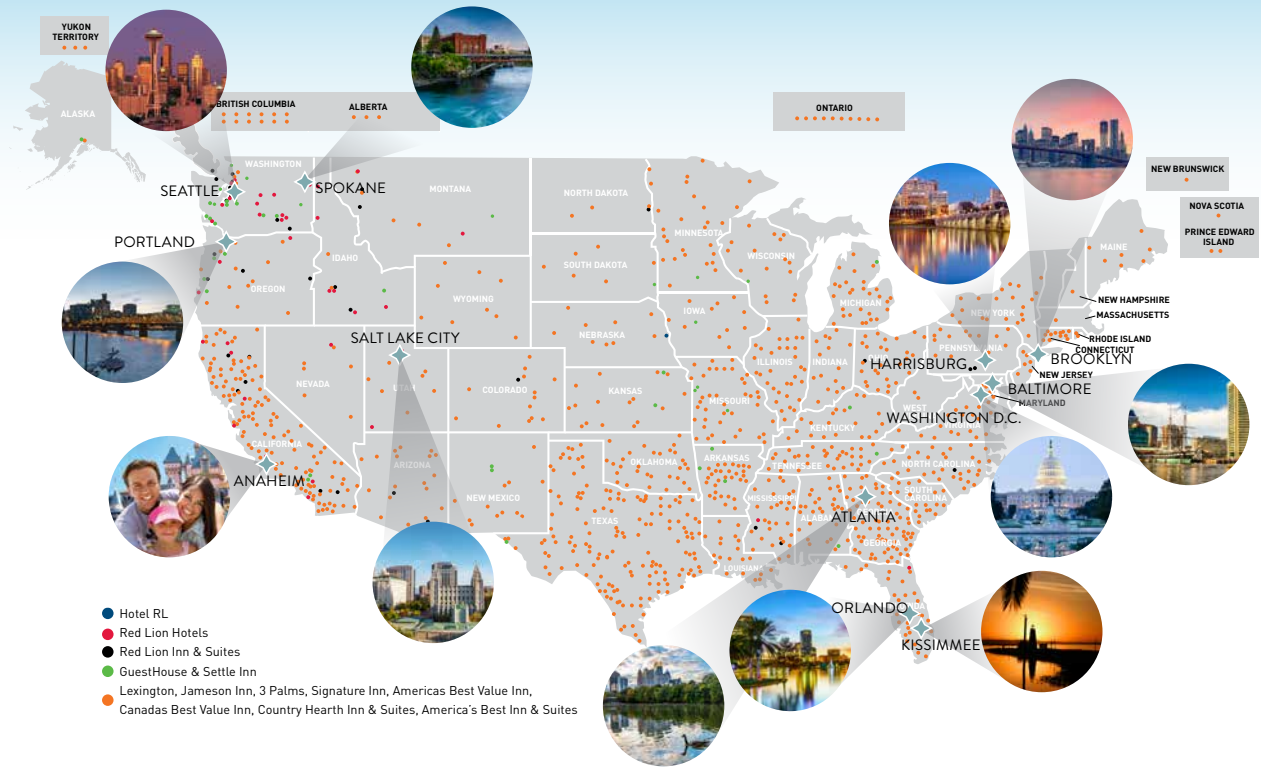 YUKON
TERRITORY
ALASKA
BRITISH COLUMBIA
ALBERTA
ONTARIO
NEW BRUNSWICK
NOVA SCOTIA
PRINCE EDWARD
ISLAND
WASHINGTON
SEATTLE
SPOKANE
MONTANA
NORTH DAKOTA
MINNESOTA
WISCONSIN
MICHIGAN
MAINE
PORTLAND
OREGON
IDAHO
WYOMING
SOUTH DAKOTA
NEBRASKA
IOWA
NEW YORK
NEW HAMPSHIRE
MASSACHUSETTS
RHODE ISLAND
CONNECTICUT
BROOKLYN
NEW JERSEY
PENNSYLVANIA
HARRISBURG
OHIO
BALTIMORE
MARYLAND
WASHINGTON D.C.
WEST
VIRGINIA
SALT LAKE CITY
NEVADA
UTAH
COLORADO
KANSAS
MISSOURI
ILLINOIS
INDIANA
KENTUCKY
CALIFORNIA
ANAHEIM
ARIZONA
NEW MEXICO
OKLAHOMA
ARKANSAS
TENNESSEE
NORTH CAROLINA
SOUTH
CAROLINA
TEXAS
LOUISIANA
MISSISSIPPI
ALABAMA
ATLANTA
GEORGIA
ORLANDO
KISSIMMEE
Hotel RL
Red Lion Hotels
Red Lion Inn & Suites
GuestHouse & Settle Inn
Lexington, Jameson Inn, 3 Palms, Signature Inn, Americas Best Value Inn,
Canadas Best Value Inn, Country Hearth Inn & Suites, America's Best Inn & Suites